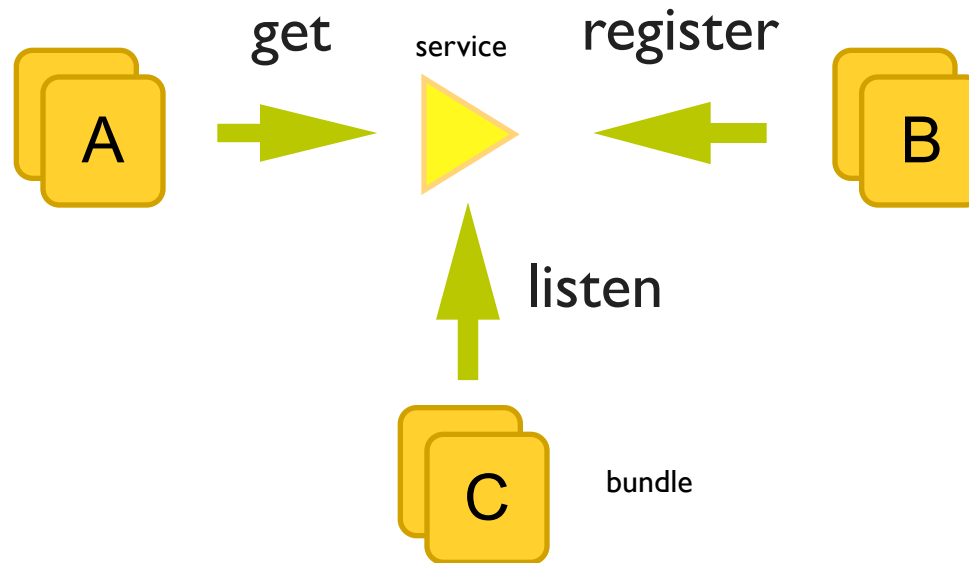 get
service
register
A
B
listen
C
bundle